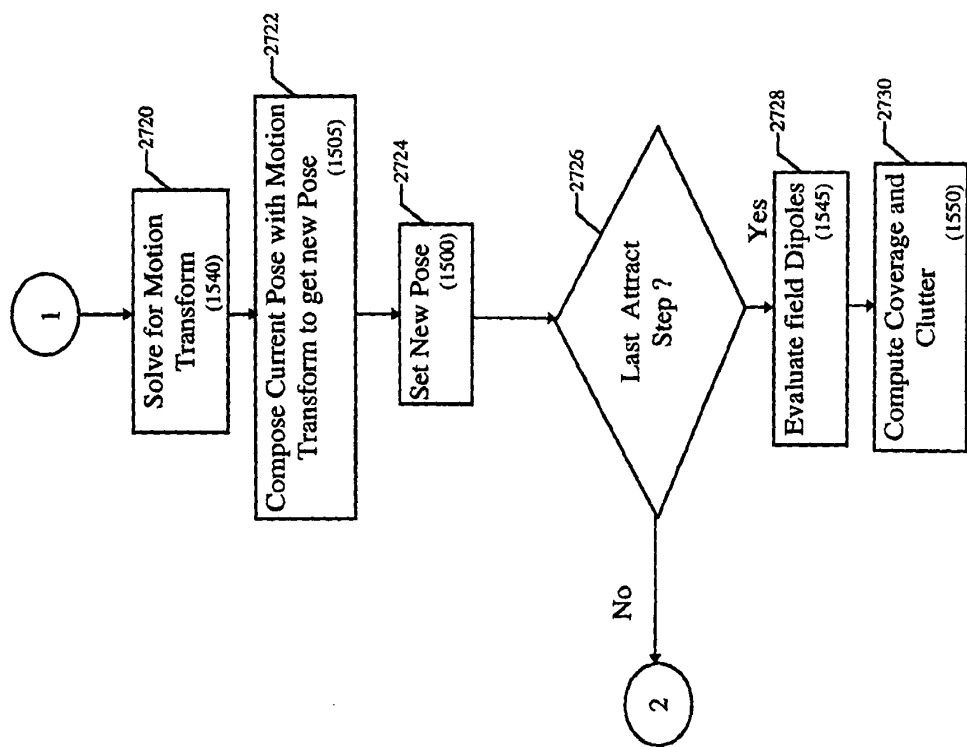 1
2720
Solve for Motion
Transform
(1540)
2722
Compose Current Pose with Motion
Transform to get new Pose
(1505)
2724
Set New Pose
(1500)
2726
Last Attract
Step ?
No
2
Yes
2728
Evaluate field Dipoles
(1545)
2730
Compute Coverage and
Clutter
(1550)